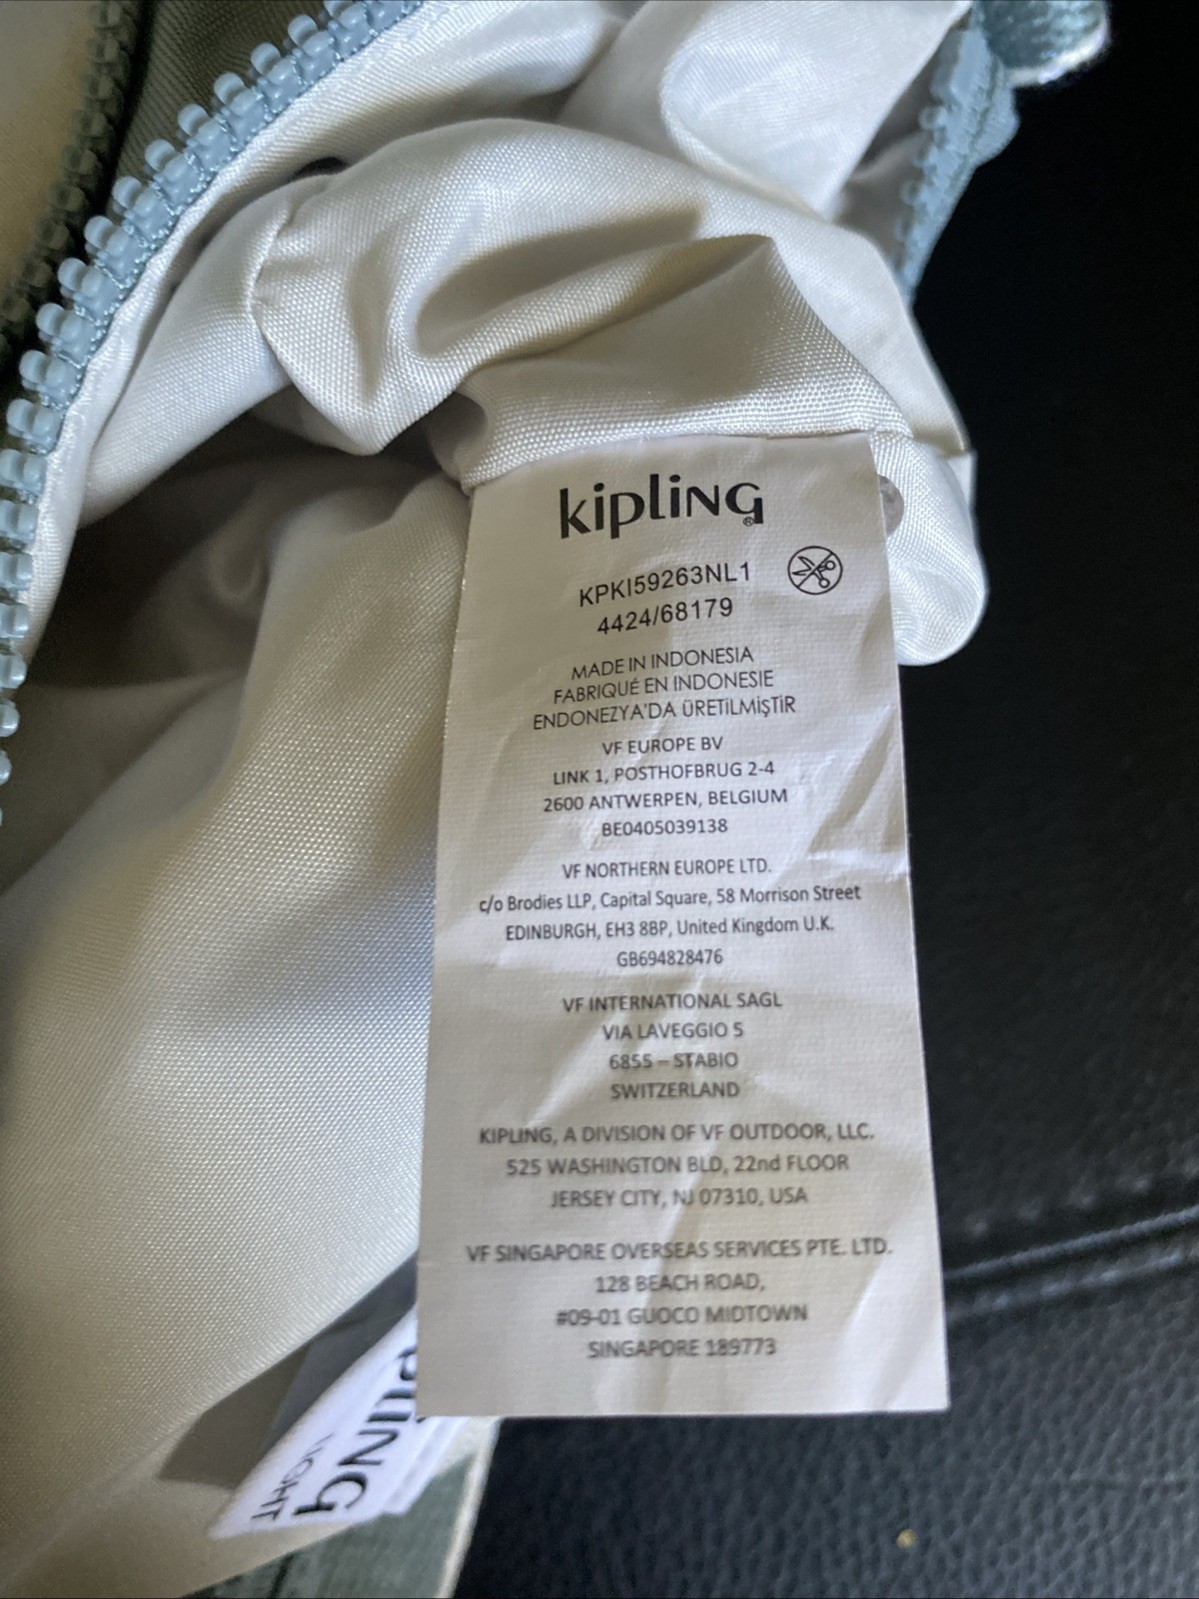 kipling®
KPKI59263NL1
4424/68179
MADE IN INDONESIA
FABRIQUÉ EN INDONESIE
ENDONEZYA'DA ÜRETİLMİŞTİR
VF EUROPE BV
LINK 1, POSTHOFBRUG 2-4
2600 ANTWERPEN, BELGIUM
BE0405039138
VF NORTHERN EUROPE LTD.
c/o Brodies LLP, Capital Square, 58 Morrison Street
EDINBURGH, EH3 8BP, United Kingdom U.K.
GB694828476
VF INTERNATIONAL SAGL
VIA LAVEGGIO 5
6855 – STABIO
SWITZERLAND
KIPLING, A DIVISION OF VF OUTDOOR, LLC.
525 WASHINGTON BLD, 22nd FLOOR
JERSEY CITY, NJ 07310, USA
VF SINGAPORE OVERSEAS SERVICES PTE. LTD.
128 BEACH ROAD,
#09-01 GUOCO MIDTOWN
SINGAPORE 189773